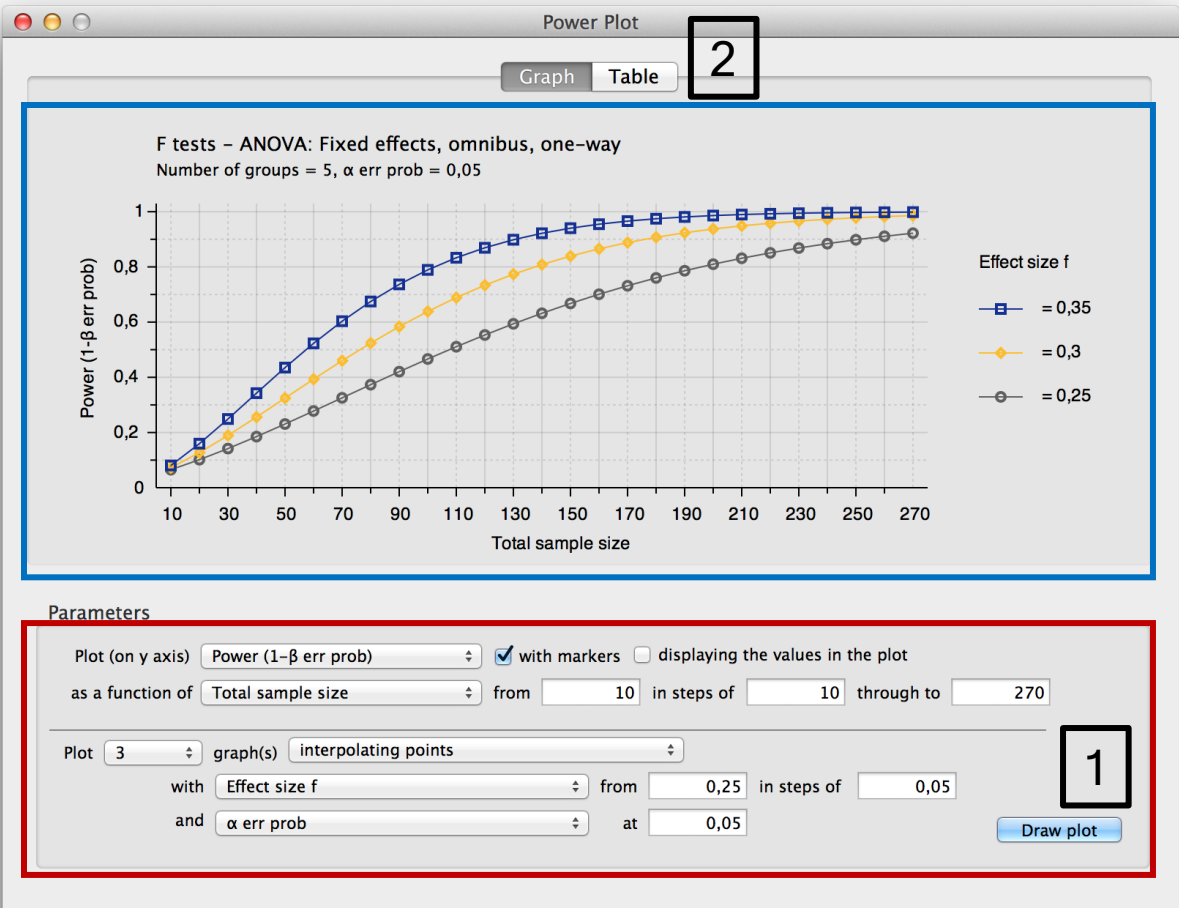 Power Plot
2
Graph Table
F tests – ANOVA: Fixed effects, omnibus, one-way
Number of groups = 5, α err prob = 0,05
1
0,8
0,6
0,4
0,2
0
Power (1-β err prob)
10 30 50 70 90 110 130 150 170 190 210 230 250 270
Total sample size
Effect size f
= 0,35
= 0,3
= 0,25
Parameters
Plot (on y axis) Power (1-β err prob) with markers displaying the values in the plot
as a function of Total sample size from 10 in steps of 10 through to 270
Plot 3 graph(s) interpolating points
with Effect size f from 0,25 in steps of 0,05
and α err prob at 0,05
1
Draw plot